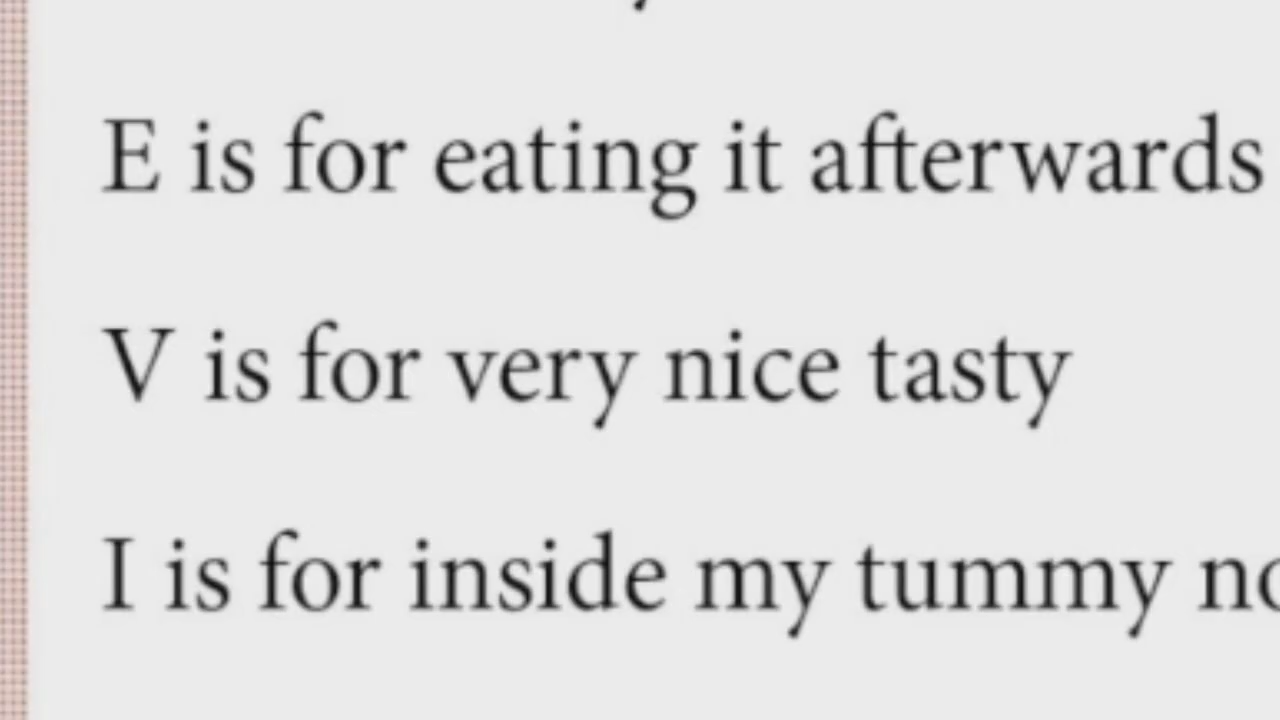 E is for eating it afterwards
V is for very nice tasty
I is for inside my tummy